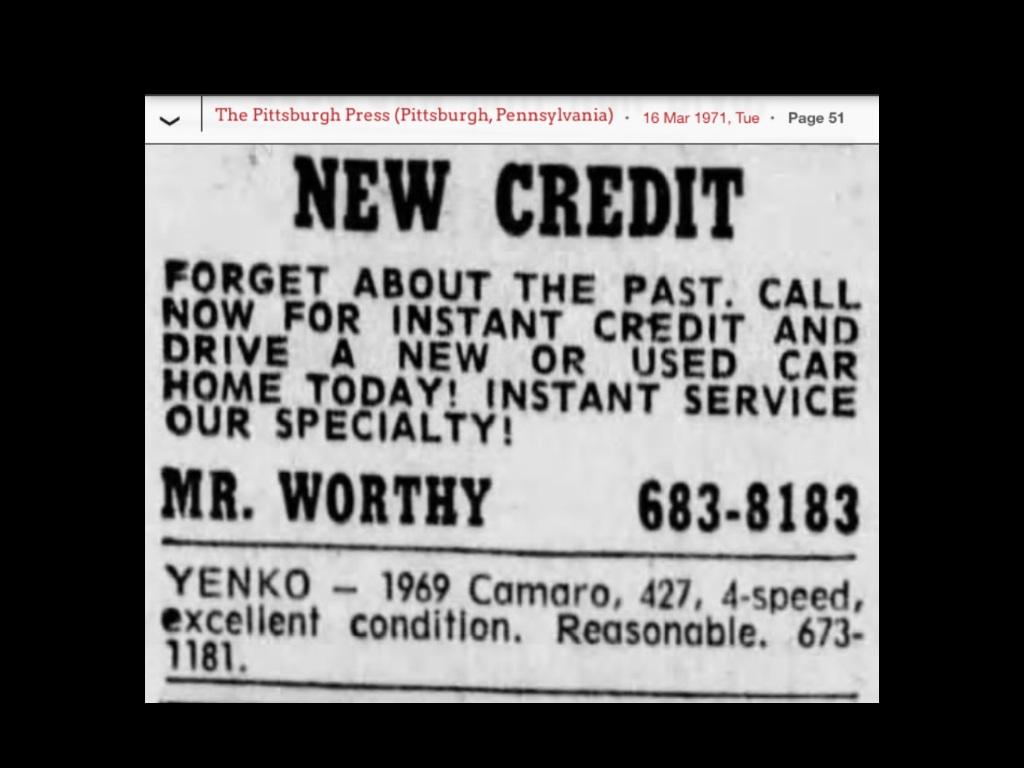 The Pittsburgh Press (Pittsburgh, Pennsylvania) · 16 Mar 1971, Tue · Page 51
NEW CREDIT
FORGET ABOUT THE PAST. CALL
NOW FOR INSTANT CREDIT AND
DRIVE A NEW OR USED CAR
HOME TODAY! INSTANT SERVICE
OUR SPECIALTY!
MR. WORTHY 683-8183
YENKO — 1969 Camaro, 427, 4-speed,
excellent condition. Reasonable. 673-
1181.